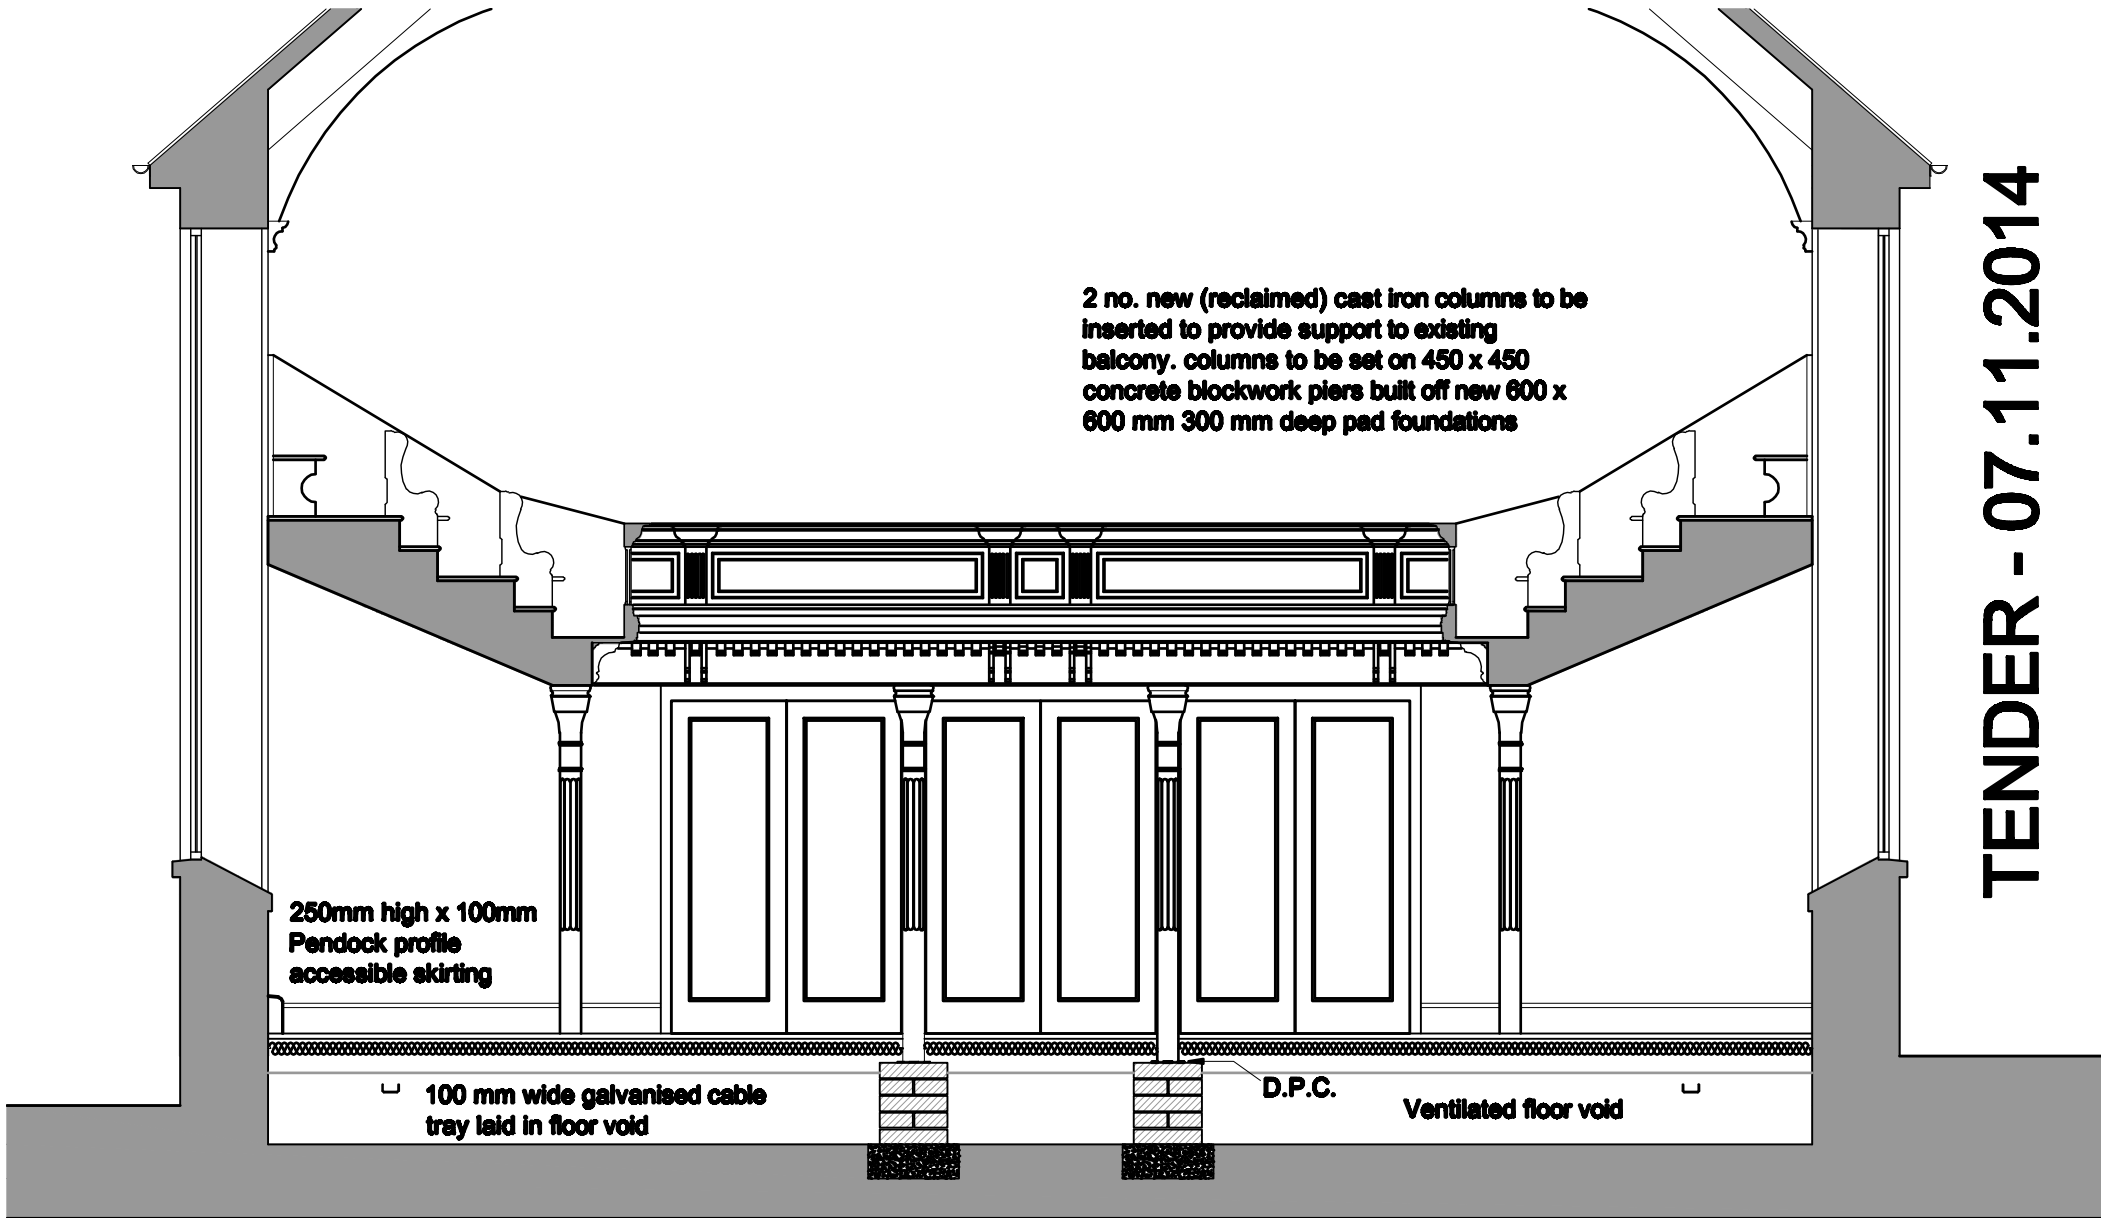 2 no. new (reclaimed) cast iron columns to be
inserted to provide support to existing
balcony. columns to be set on 450 x 450
concrete blockwork piers built off new 600 x
600 mm 300 mm deep pad foundations
TENDER - 07.11.2014
250mm high x 100mm
Pendock profile
accessible skirting
100 mm wide galvanised cable
tray laid in floor void
D.P.C.
Ventilated floor void